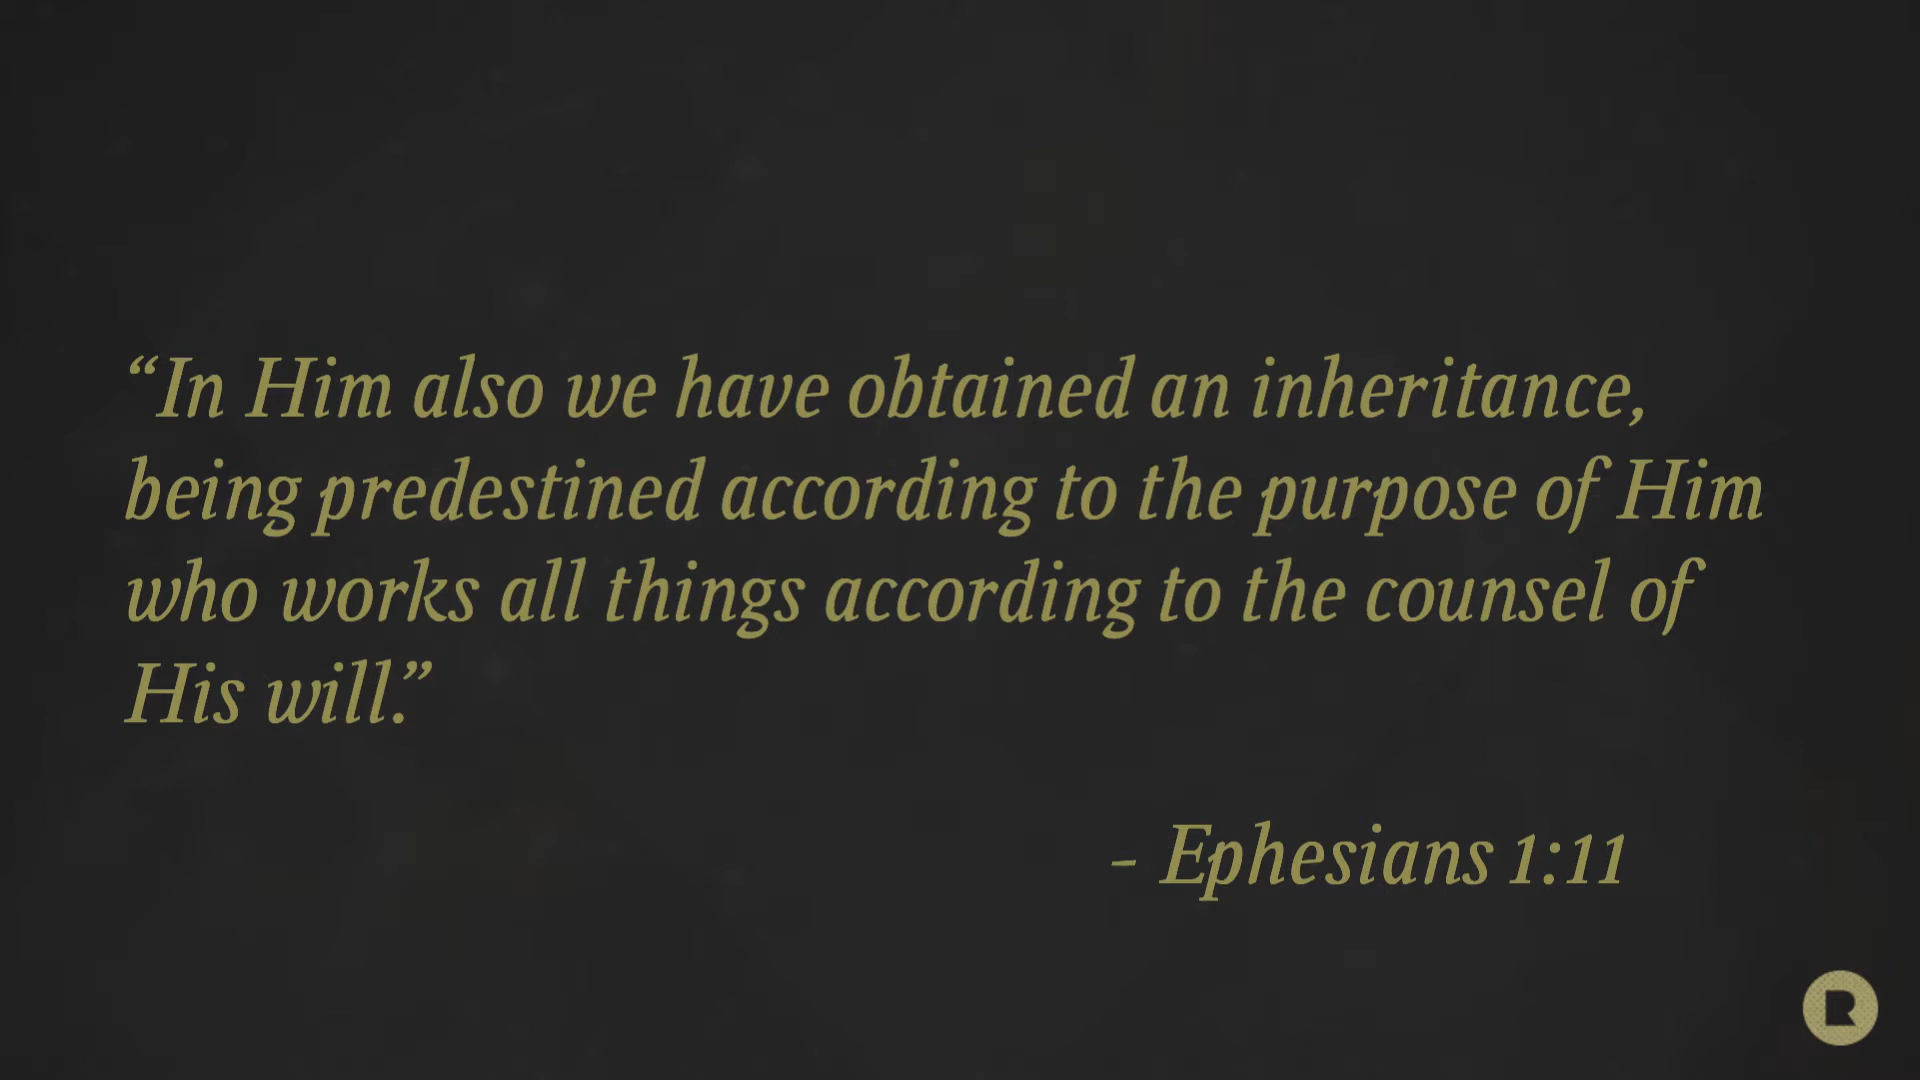 “In Him also we have obtained an inheritance,
being predestined according to the purpose of Him
who works all things according to the counsel of
His will.”
- Ephesians 1:11
R